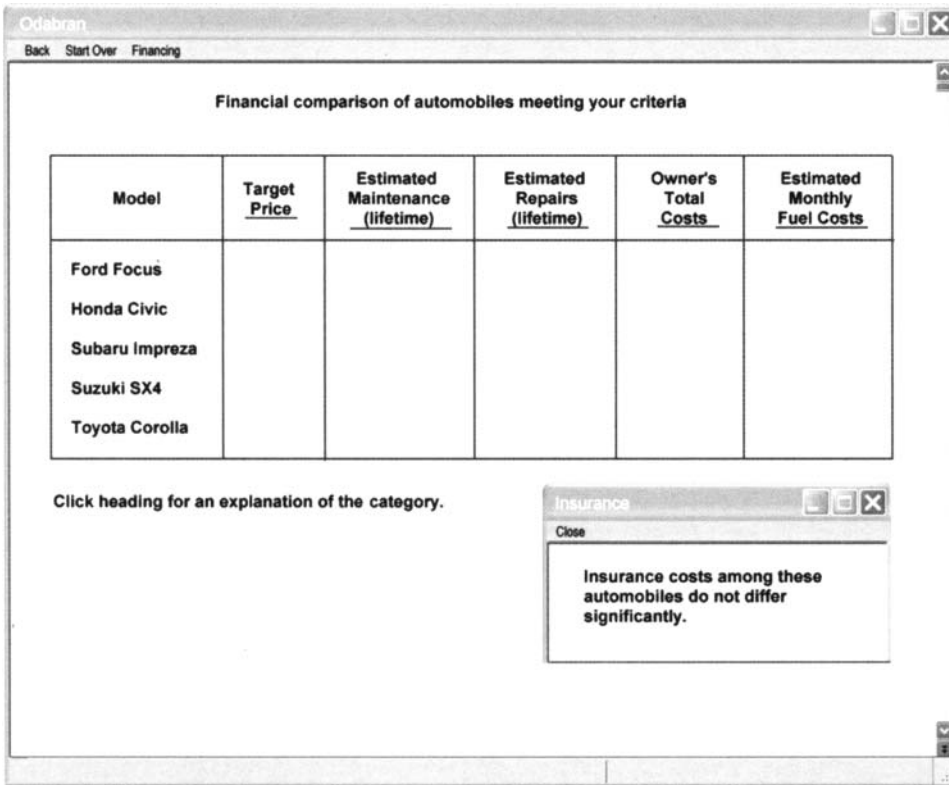 Odabran
Back Start Over Financing
Financial comparison of automobiles meeting your criteria
Model
Target
Price
Estimated
Maintenance
(lifetime)
Estimated
Repairs
(lifetime)
Owner's
Total
Costs
Estimated
Monthly
Fuel Costs
Ford Focus
Honda Civic
Subaru Impreza
Suzuki SX4
Toyota Corolla
Click heading for an explanation of the category.
Insurance
Close
Insurance costs among these
automobiles do not differ
significantly.